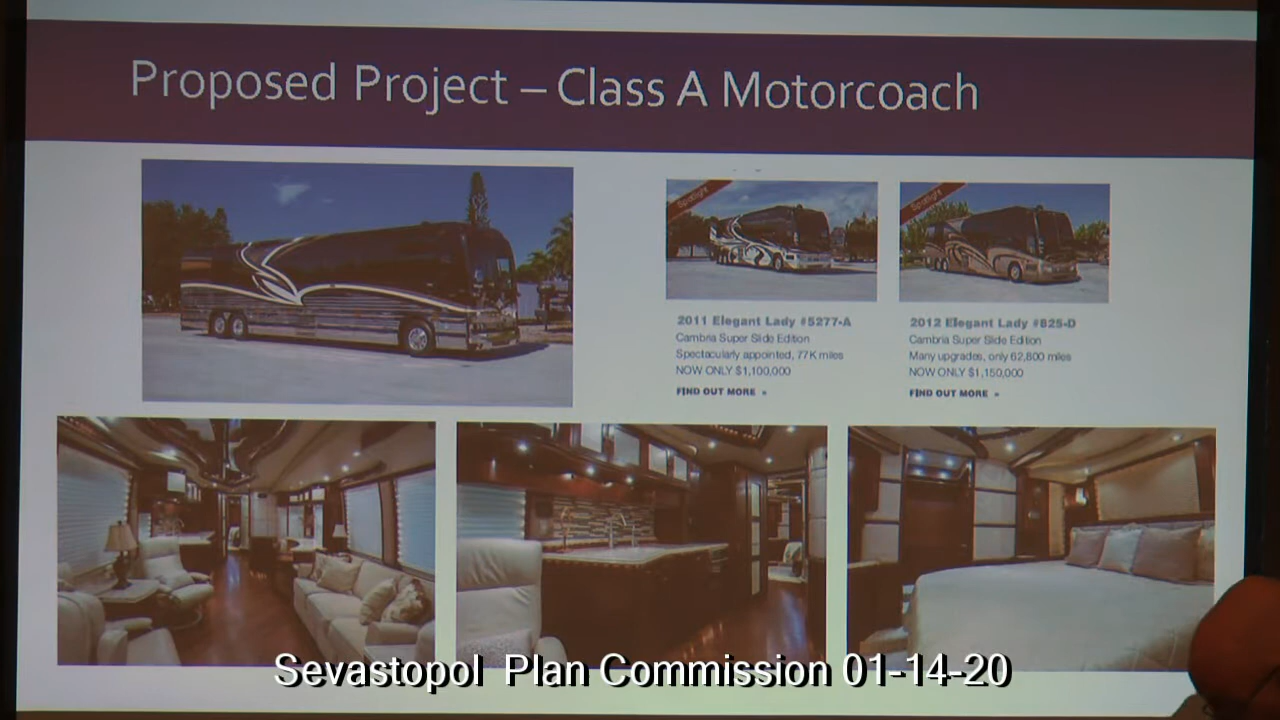 Proposed Project – Class A Motorcoach
Spotlight
Spotlight
2011 Elegant Lady #5277-A
Cambria Super Slide Edition
Spectacularly appointed, 77K miles
NOW ONLY $1,100,000
FIND OUT MORE »
2012 Elegant Lady #825-D
Cambria Super Slide Edition
Many upgrades, only 62,800 miles
NOW ONLY $1,150,000
FIND OUT MORE »
Sevastopol Plan Commission 01-14-20